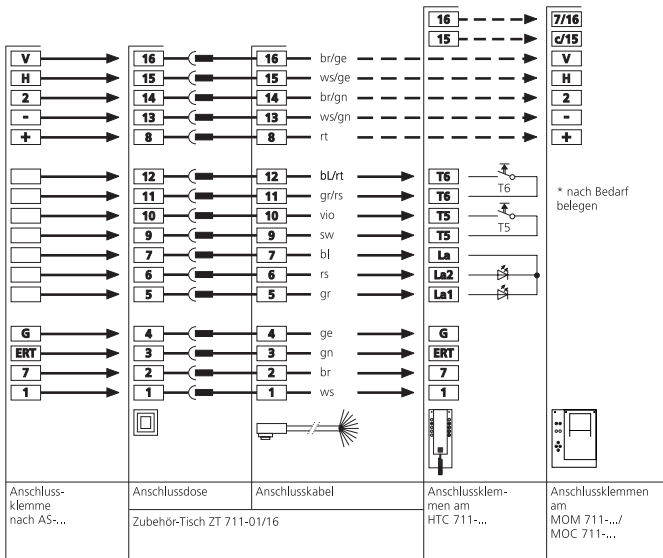 16 7/16
15 c/15
V 16 16 br/ge V
H 15 15 ws/ge H
2 14 14 br/gn 2
- 13 13 ws/gn -
+ 8 8 rt +
12 12 bL/rt T6
T6
11 11 gr/rs T6
10 10 vio T5
T5
9 9 sw T5
7 7 bl La
6 6 rs La2
5 5 gr La1
* nach Bedarf
belegen
G 4 4 ge G
ERT 3 3 gn ERT
7 2 2 br 7
1 1 1 ws 1
Anschluss-
klemme
nach AS-...
Anschlussdose
Anschlusskabel
Zubehör-Tisch ZT 711-01/16
Anschlussklem-
men am
HTC 711-...
Anschlussklemmen
am
MOM 711-.../
MOC 711-...